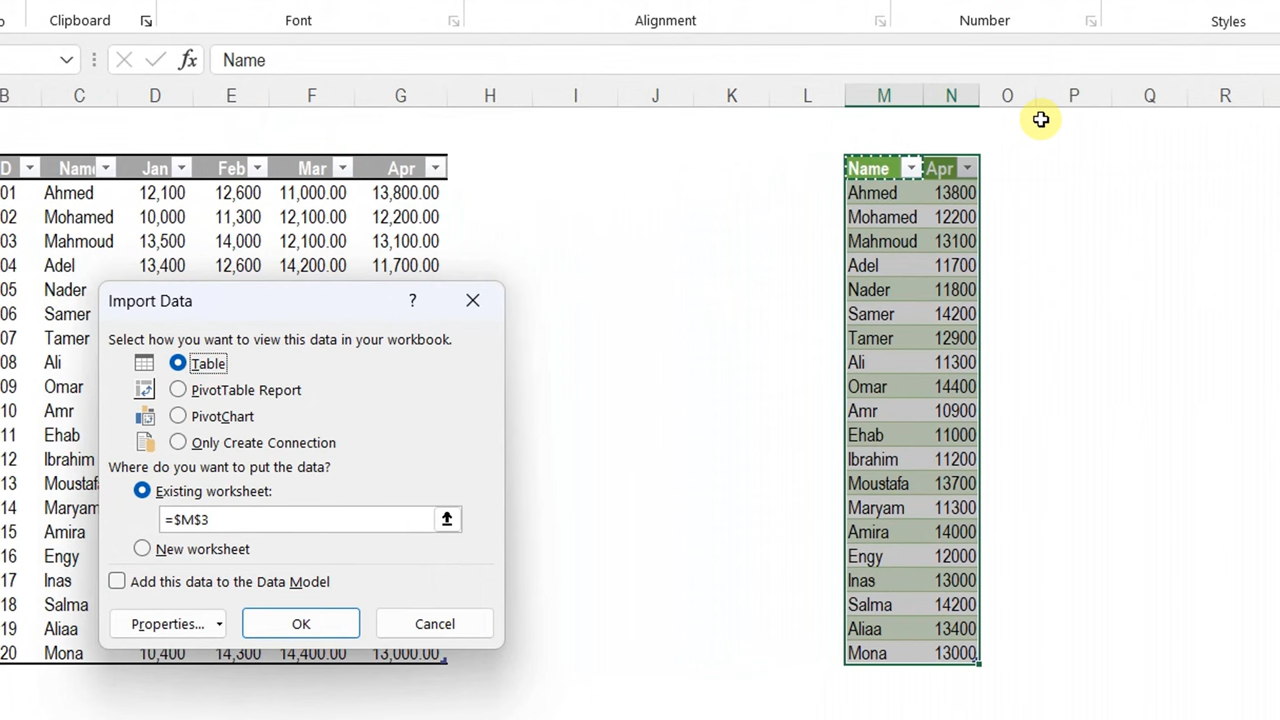 Clipboard Font Alignment Number Styles
fx Name
B C D E F G H I J K L M N O P Q R
D Name Jan Feb Mar Apr Name Apr
01 Ahmed 12,100 12,600 11,000.00 13,800.00 Ahmed 13800
02 Mohamed 10,000 11,300 12,100.00 12,200.00 Mohamed 12200
03 Mahmoud 13,500 14,000 12,100.00 13,100.00 Mahmoud 13100
04 Adel 13,400 12,600 14,200.00 11,700.00 Adel 11700
05 Nader Nader 11800
06 Samer Samer 14200
07 Tamer Tamer 12900
08 Ali Ali 11300
09 Omar Omar 14400
10 Amr Amr 10900
11 Ehab Ehab 11000
12 Ibrahim Ibrahim 11200
13 Moustafa Moustafa 13700
14 Maryam Maryam 11300
15 Amira Amira 14000
16 Engy Engy 12000
17 Inas Inas 13000
18 Salma Salma 14200
19 Aliaa Aliaa 13400
20 Mona 10,400 14,300 14,400.00 13,000.00 Mona 13000
Import Data ?
Select how you want to view this data in your workbook.
Table
PivotTable Report
PivotChart
Only Create Connection
Where do you want to put the data?
Existing worksheet:
=$M$3
New worksheet
Add this data to the Data Model
Properties... OK Cancel